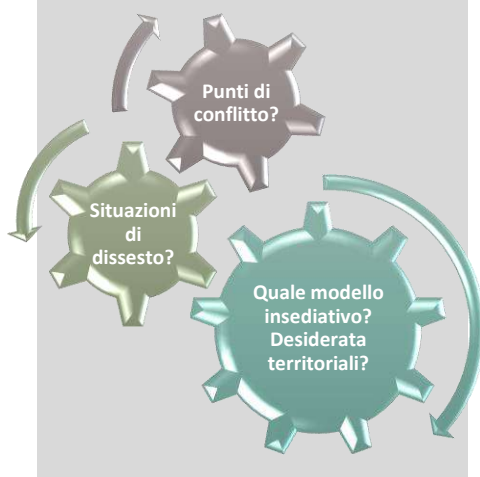 Punti di
conflitto?
Situazioni
di
dissesto?
Quale modello
insediativo?
Desiderata
territoriali?